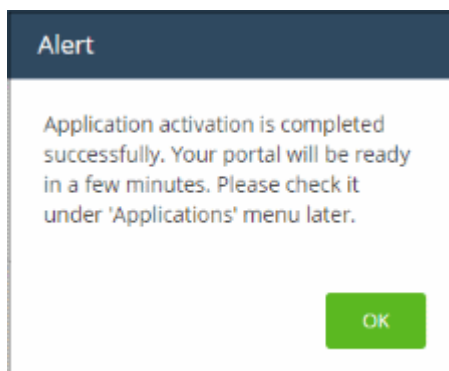 Alert
Application activation is completed
successfully. Your portal will be ready
in a few minutes. Please check it
under 'Applications' menu later.
OK